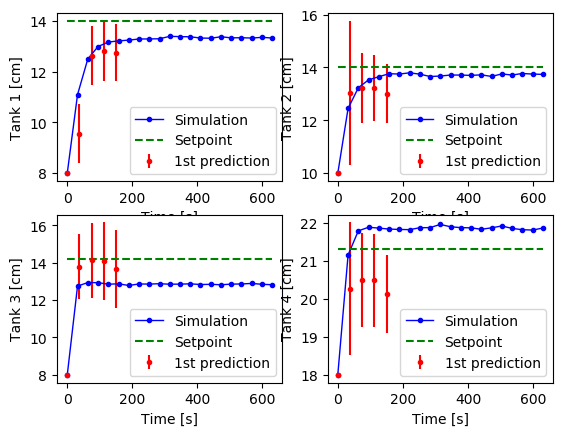 14
12
10
8
Tank 1 [cm]
Simulation
Setpoint
1st prediction
0 200 400 600
Time [s]
16
14
12
10
Tank 2 [cm]
Simulation
Setpoint
1st prediction
0 200 400 600
Time [s]
16
14
12
10
8
Tank 3 [cm]
Simulation
Setpoint
1st prediction
0 200 400 600
Time [s]
22
21
20
19
18
Tank 4 [cm]
Simulation
Setpoint
1st prediction
0 200 400 600
Time [s]